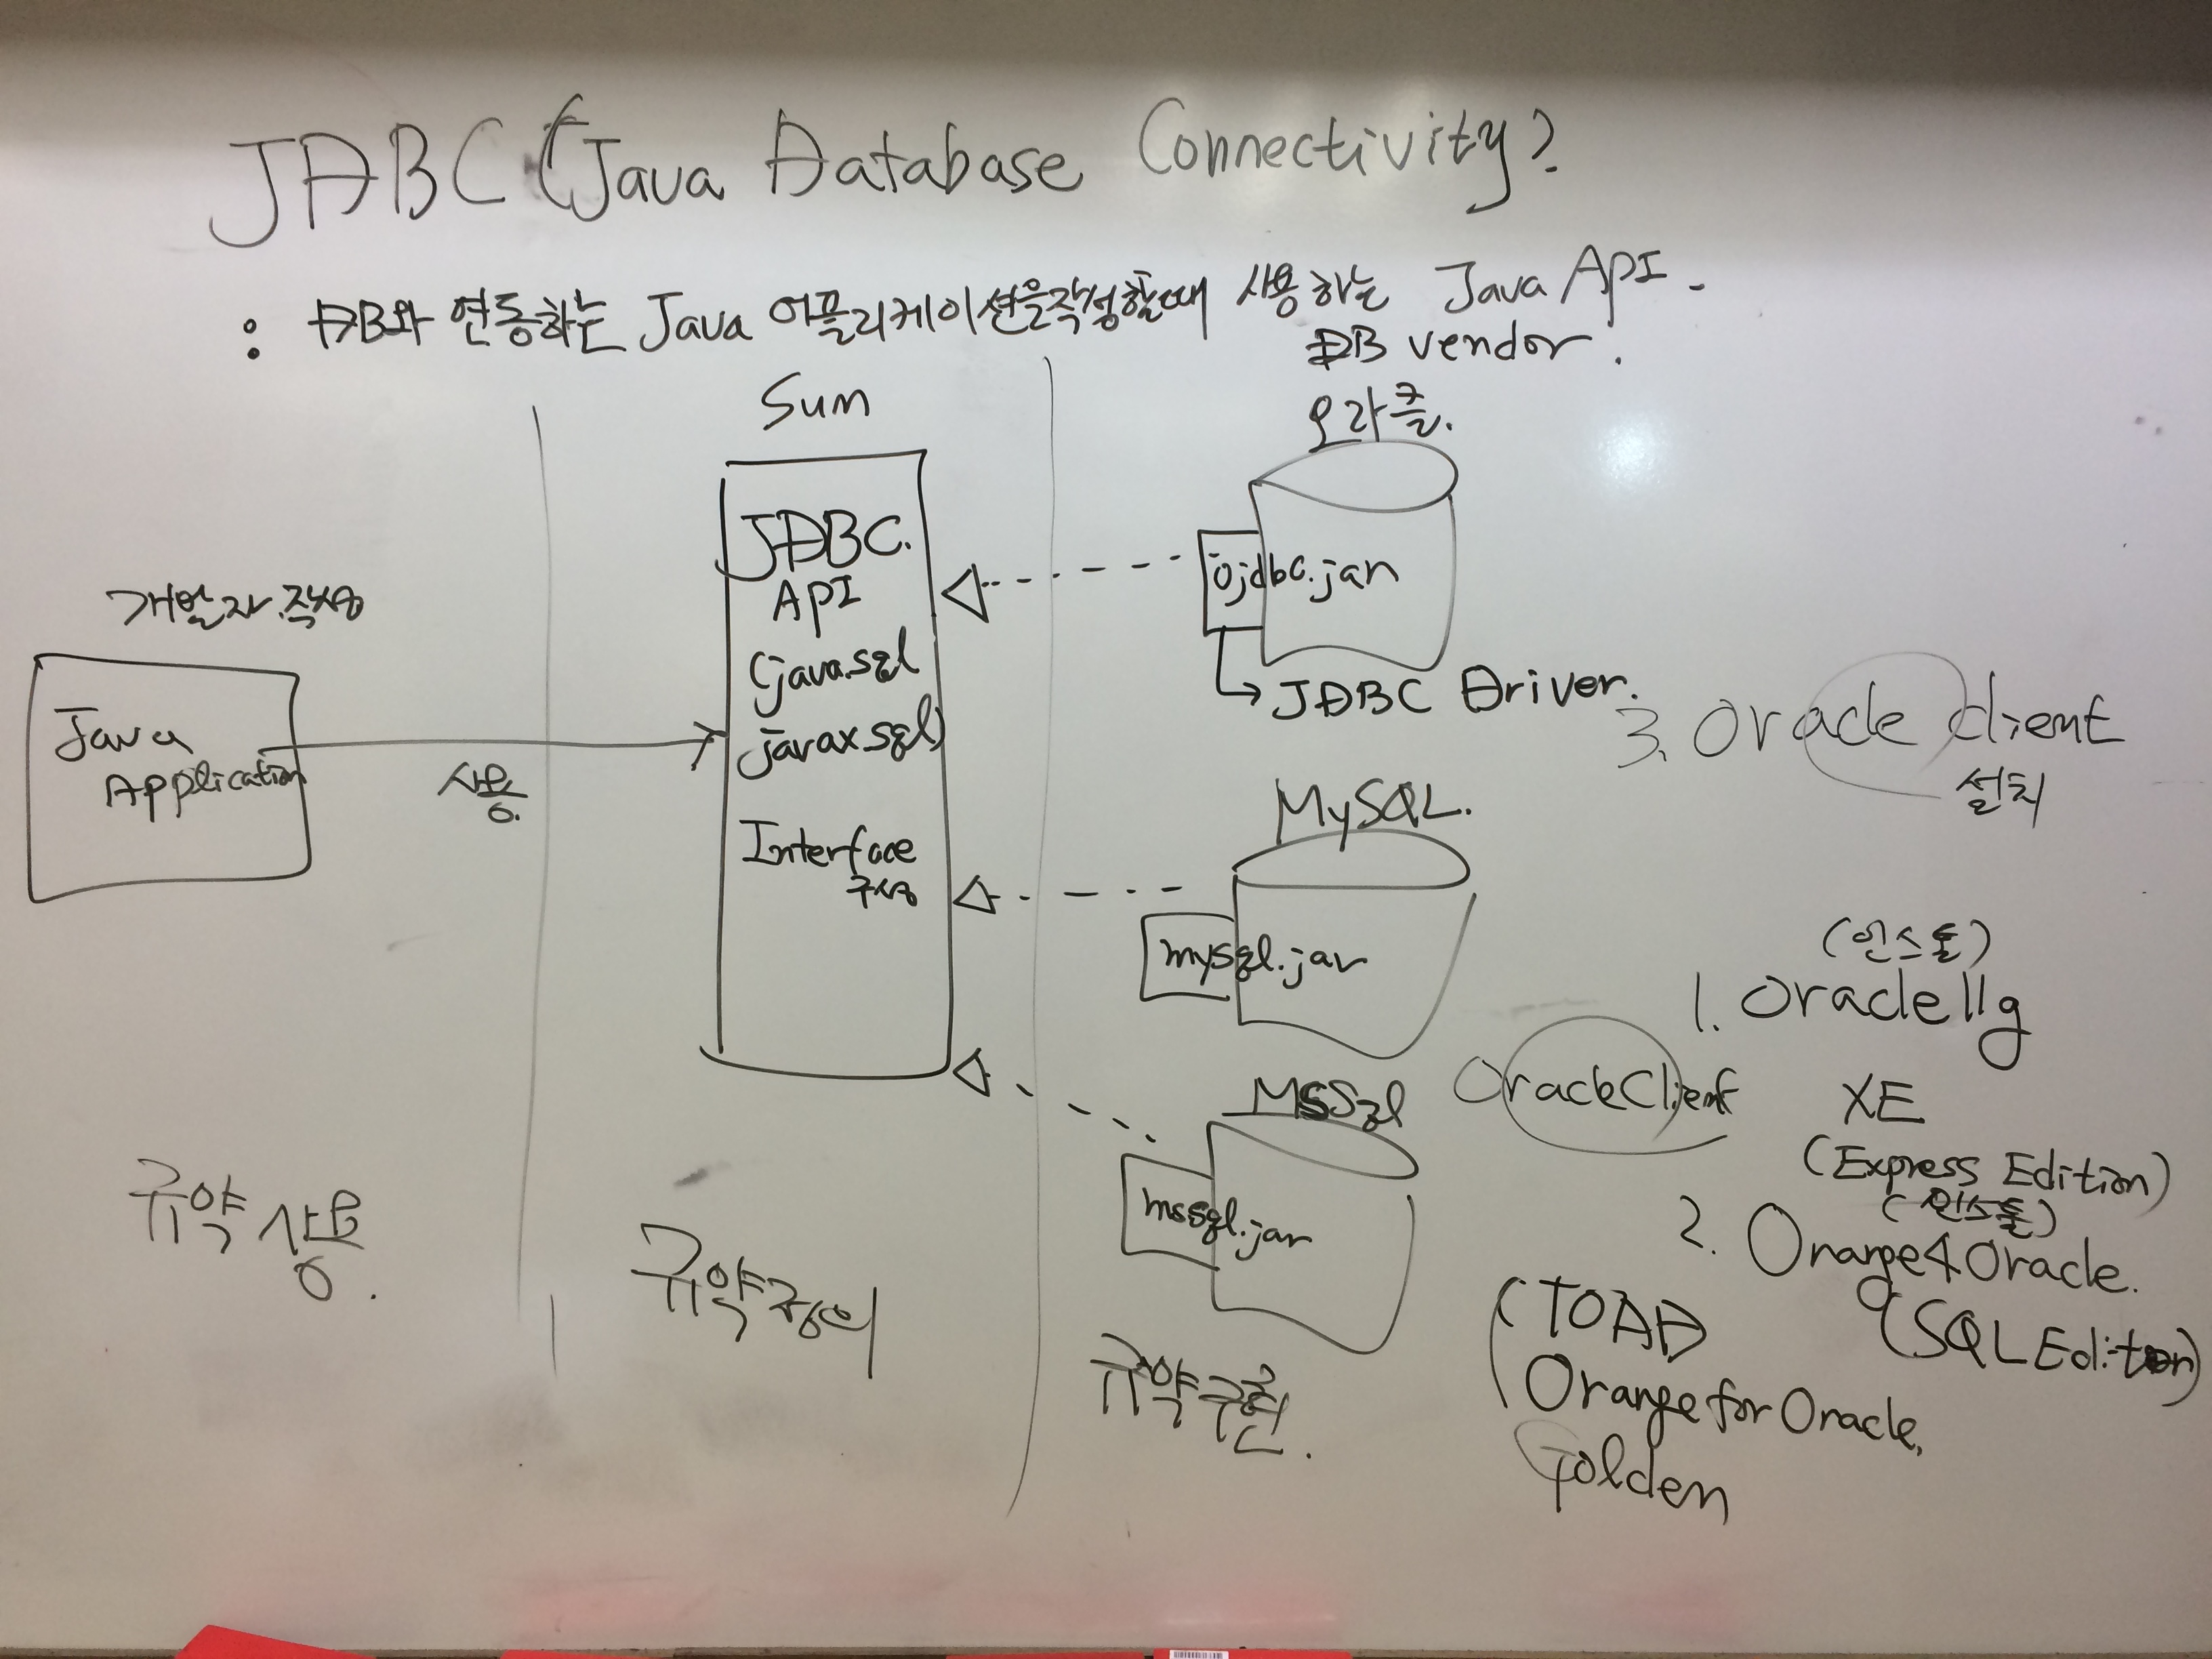 JDBC (Java Database Connectivity?
: DB와 연동하는 Java 어플리케이션을 작성할때 사용하는 Java API.
DB vendor.
Sum
오라클.
JDBC.
API
(java.sql
javax.sql)
Interface
구성
개발자.작성
Java
Application
사용.
ojdbc.jar
→ JDBC Driver.
MySQL.
mysql.jar
MsSql
mssql.jar
규약 사용.
규약정의
규약구현.
3. Oracle client
설치
(인스톨)
1. Oracle 11g
OracleClient
XE
(Express Edition)
(인스톨)
2. Orange4Oracle.
(SQL Editor)
(TOAD
Orange for Oracle,
Golden